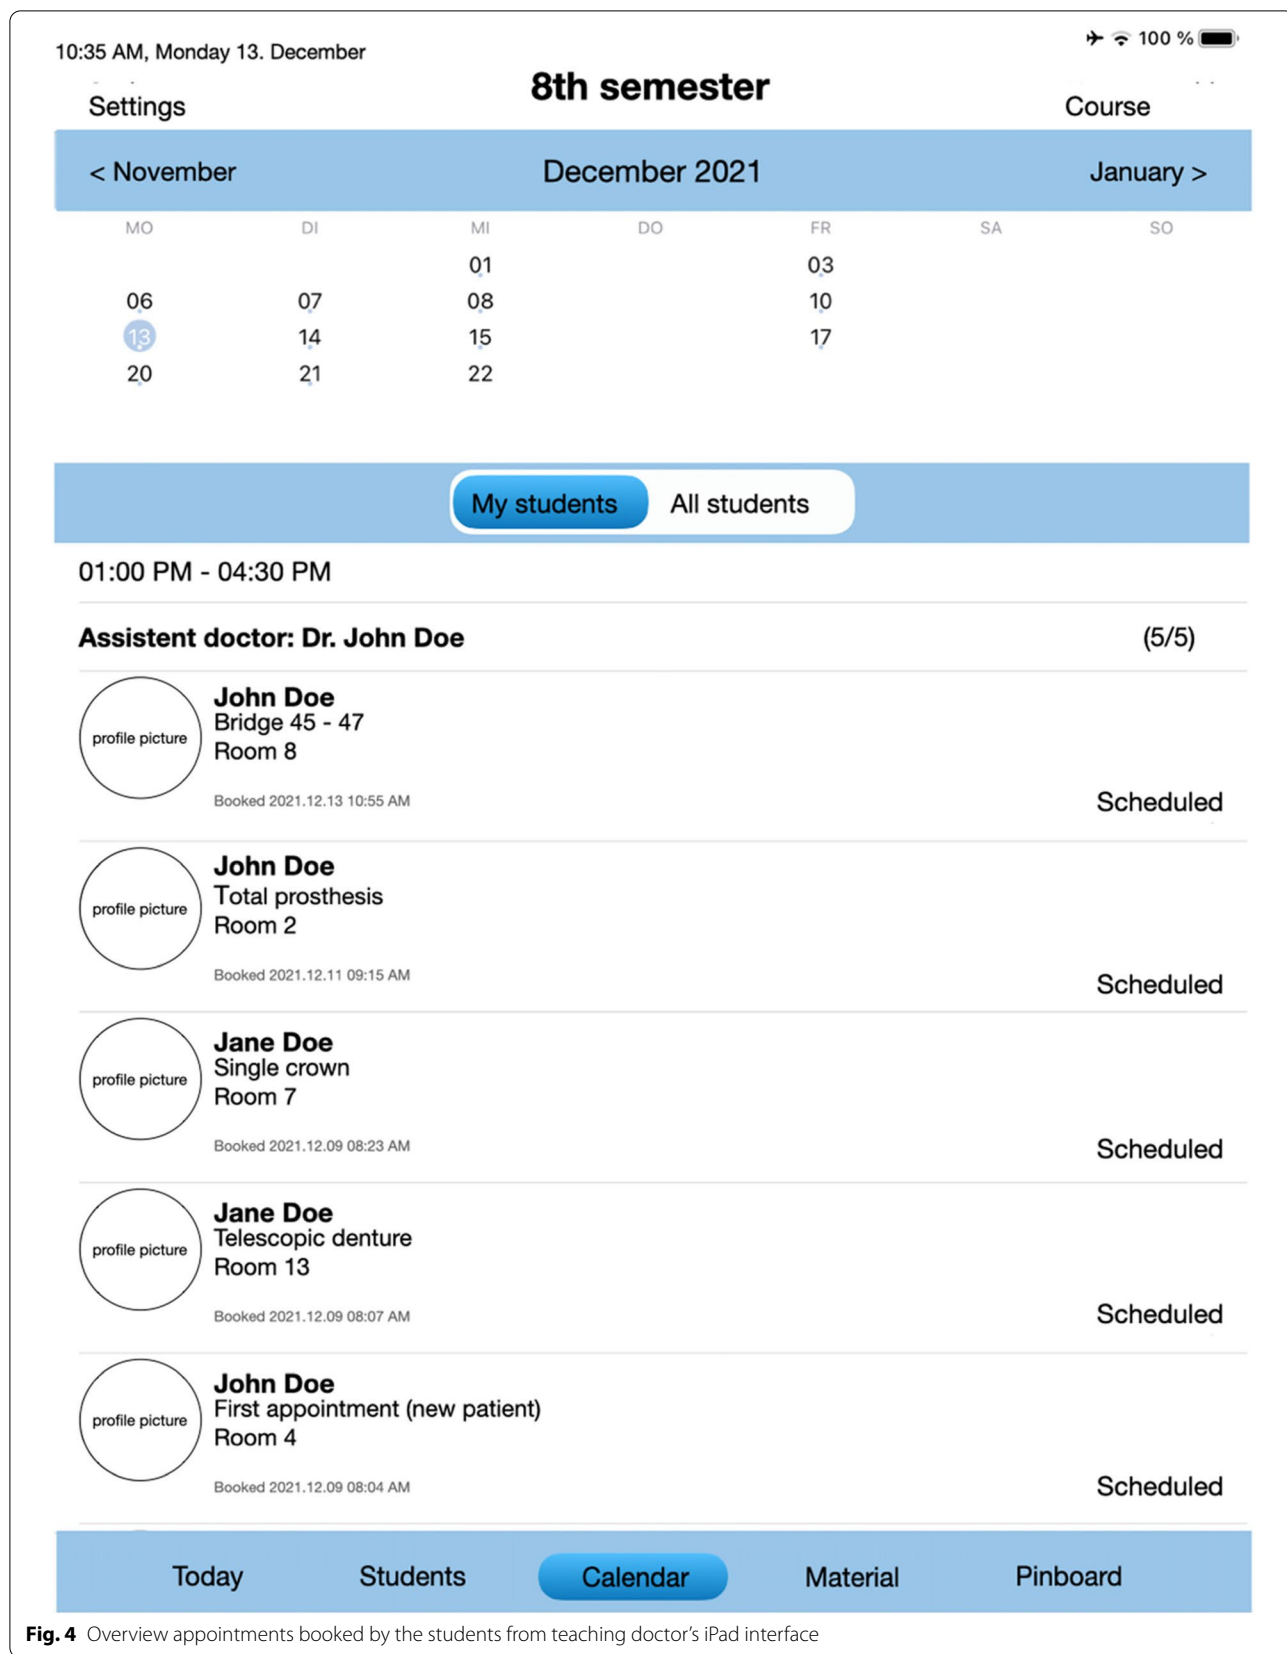 10:35 AM, Monday 13. December
100 %
8th semester
Settings
Course
< November
December 2021
January >
MO DI MI DO FR SA SO
01 03
06 07 08 10
13 14 15 17
20 21 22
My students
All students
01:00 PM - 04:30 PM
Assistent doctor: Dr. John Doe (5/5)
profile picture
John Doe
Bridge 45 - 47
Room 8
Booked 2021.12.13 10:55 AM
Scheduled
profile picture
John Doe
Total prosthesis
Room 2
Booked 2021.12.11 09:15 AM
Scheduled
profile picture
Jane Doe
Single crown
Room 7
Booked 2021.12.09 08:23 AM
Scheduled
profile picture
Jane Doe
Telescopic denture
Room 13
Booked 2021.12.09 08:07 AM
Scheduled
profile picture
John Doe
First appointment (new patient)
Room 4
Booked 2021.12.09 08:04 AM
Scheduled
Today
Students
Calendar
Material
Pinboard
Fig. 4 Overview appointments booked by the students from teaching doctor's iPad interface